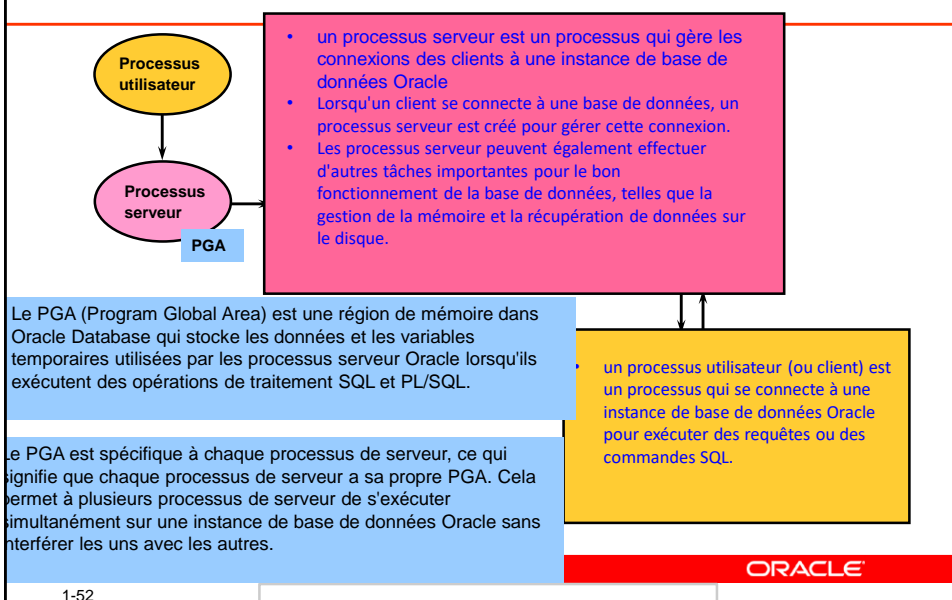 Processus
utilisateur
Processus
serveur
PGA
• un processus serveur est un processus qui gère les
connexions des clients à une instance de base de
données Oracle
• Lorsqu'un client se connecte à une base de données, un
processus serveur est créé pour gérer cette connexion.
• Les processus serveur peuvent également effectuer
d'autres tâches importantes pour le bon
fonctionnement de la base de données, telles que la
gestion de la mémoire et la récupération de données sur
le disque.
Le PGA (Program Global Area) est une région de mémoire dans
Oracle Database qui stocke les données et les variables
temporaires utilisées par les processus serveur Oracle lorsqu'ils
exécutent des opérations de traitement SQL et PL/SQL.
• un processus utilisateur (ou client) est
un processus qui se connecte à une
instance de base de données Oracle
pour exécuter des requêtes ou des
commandes SQL.
Le PGA est spécifique à chaque processus de serveur, ce qui
signifie que chaque processus de serveur a sa propre PGA. Cela
permet à plusieurs processus de serveur de s'exécuter
simultanément sur une instance de base de données Oracle sans
interférer les uns avec les autres.
ORACLE
1-52